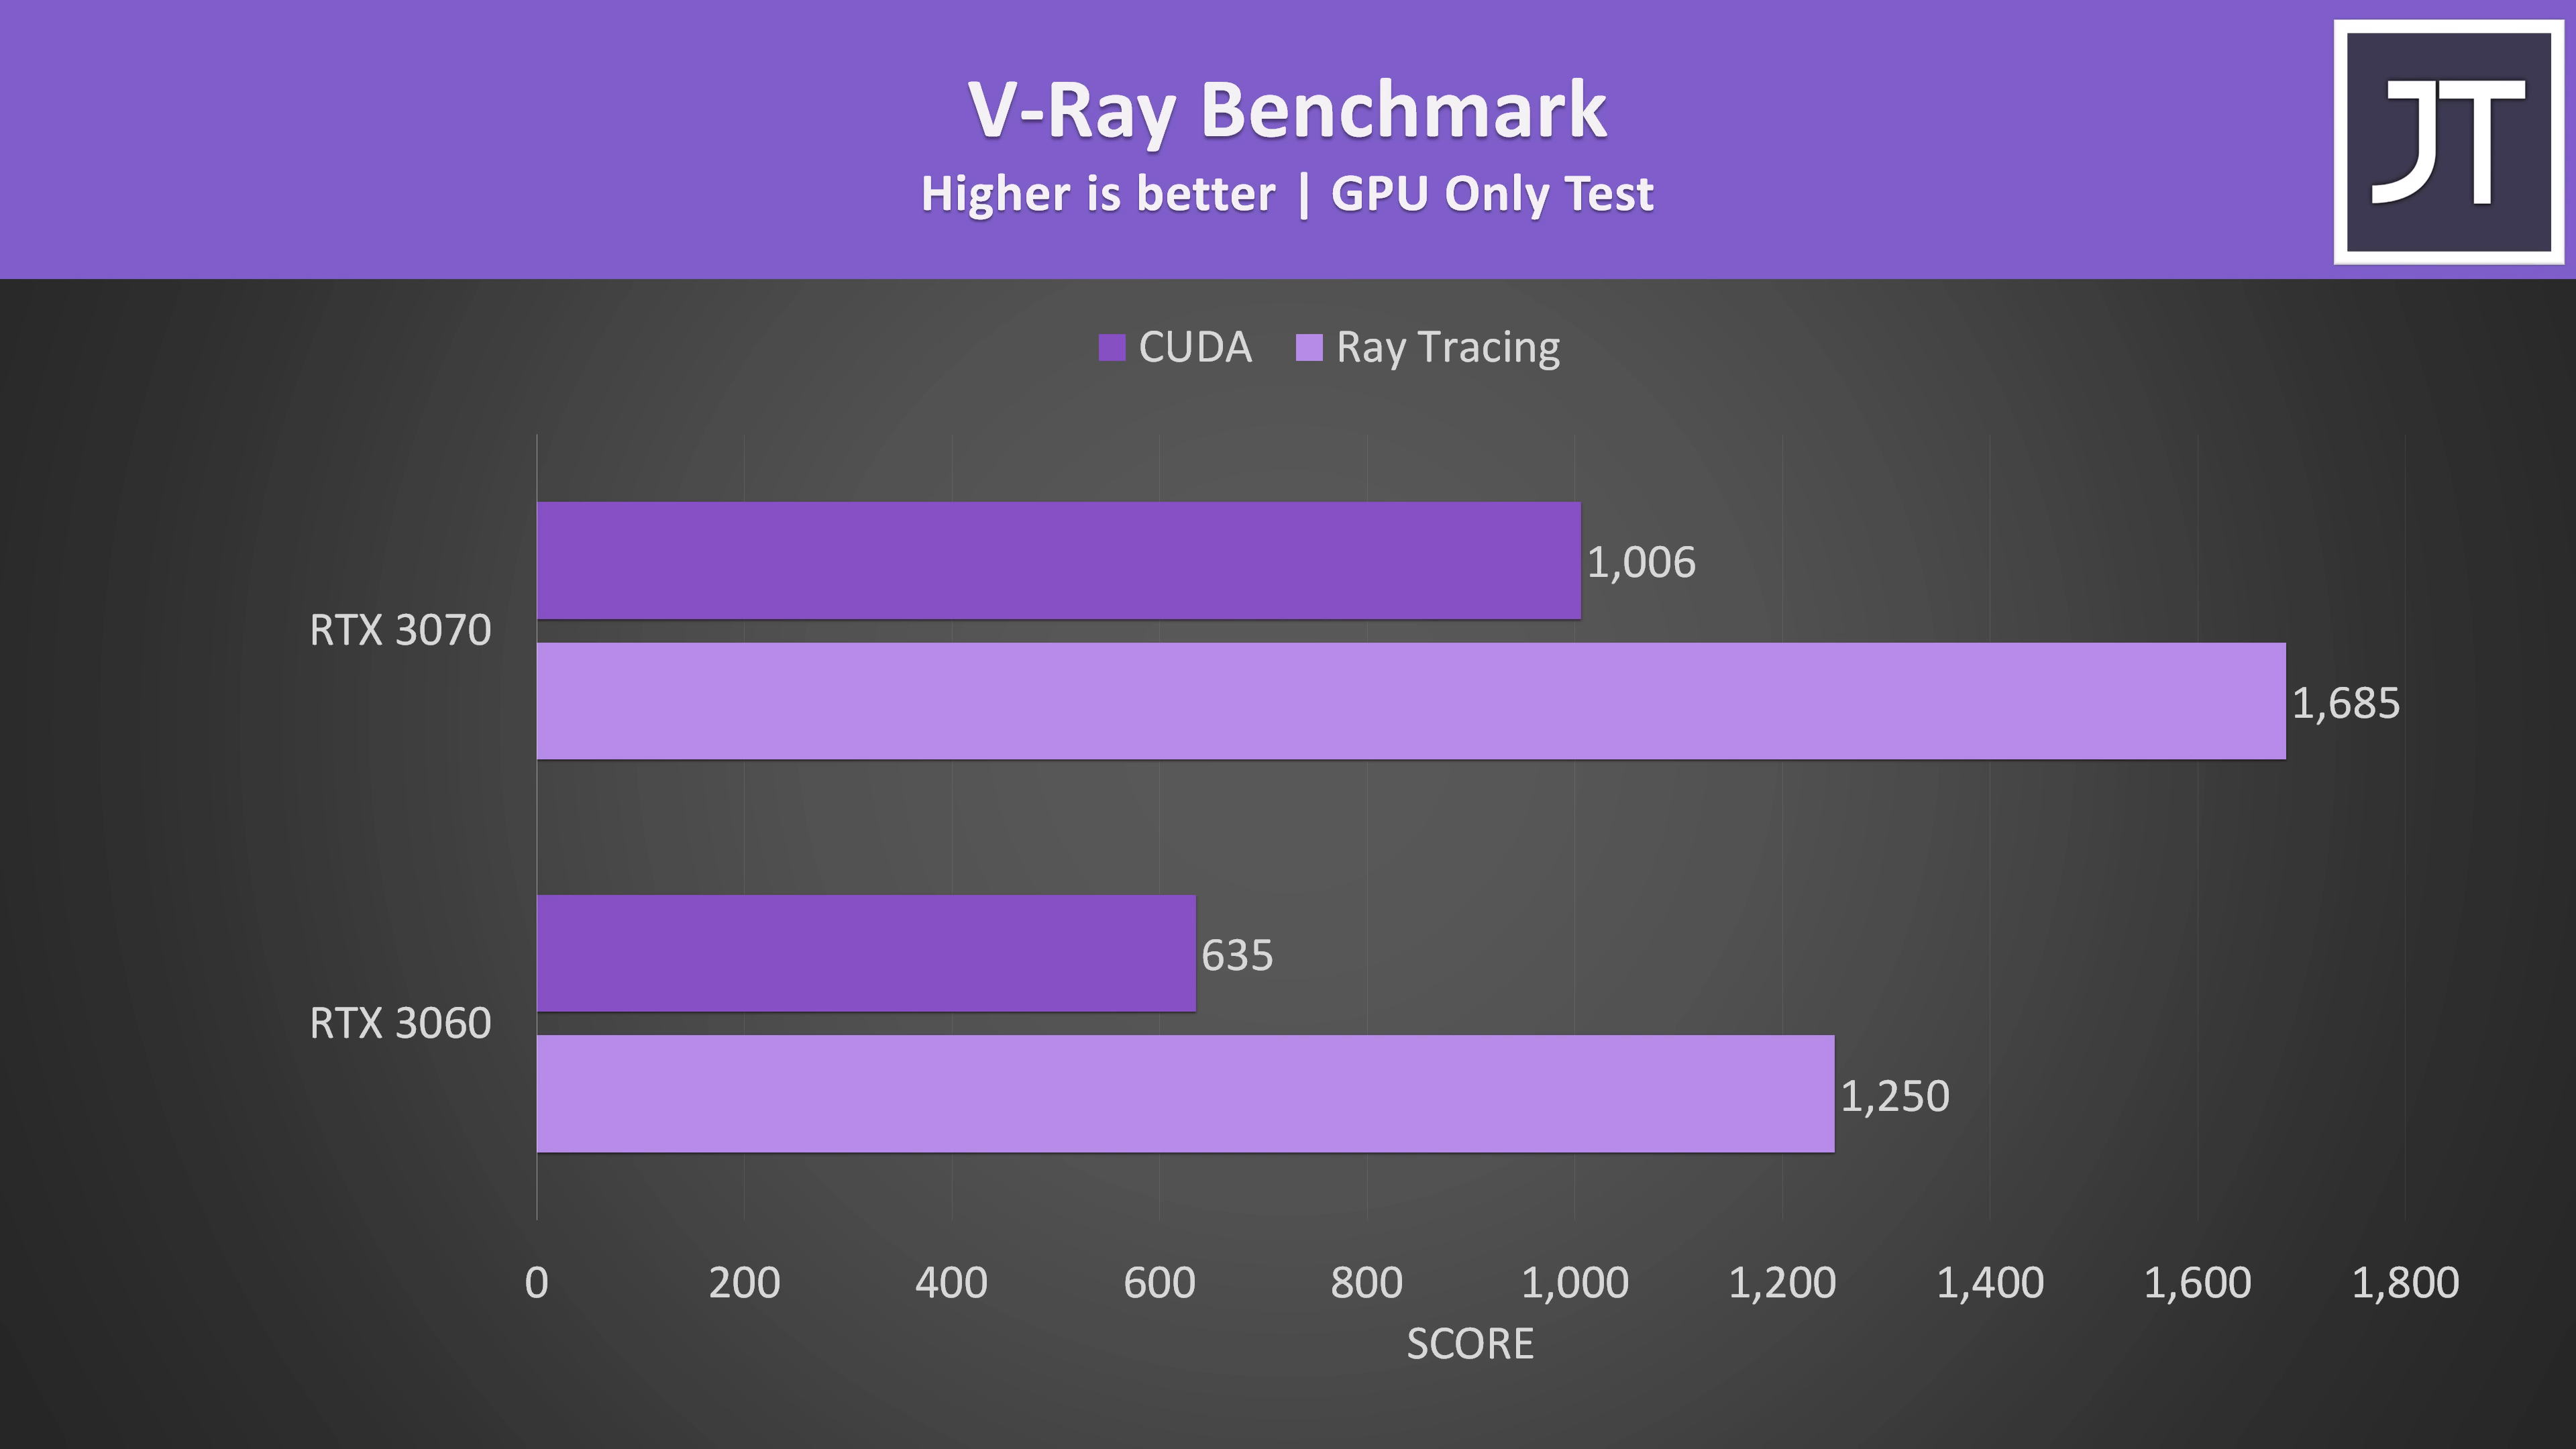 V-Ray Benchmark
Higher is better | GPU Only Test
JT
CUDA Ray Tracing
RTX 3070
1,006
1,685
RTX 3060
635
1,250
0 200 400 600 800 1,000 1,200 1,400 1,600 1,800
SCORE